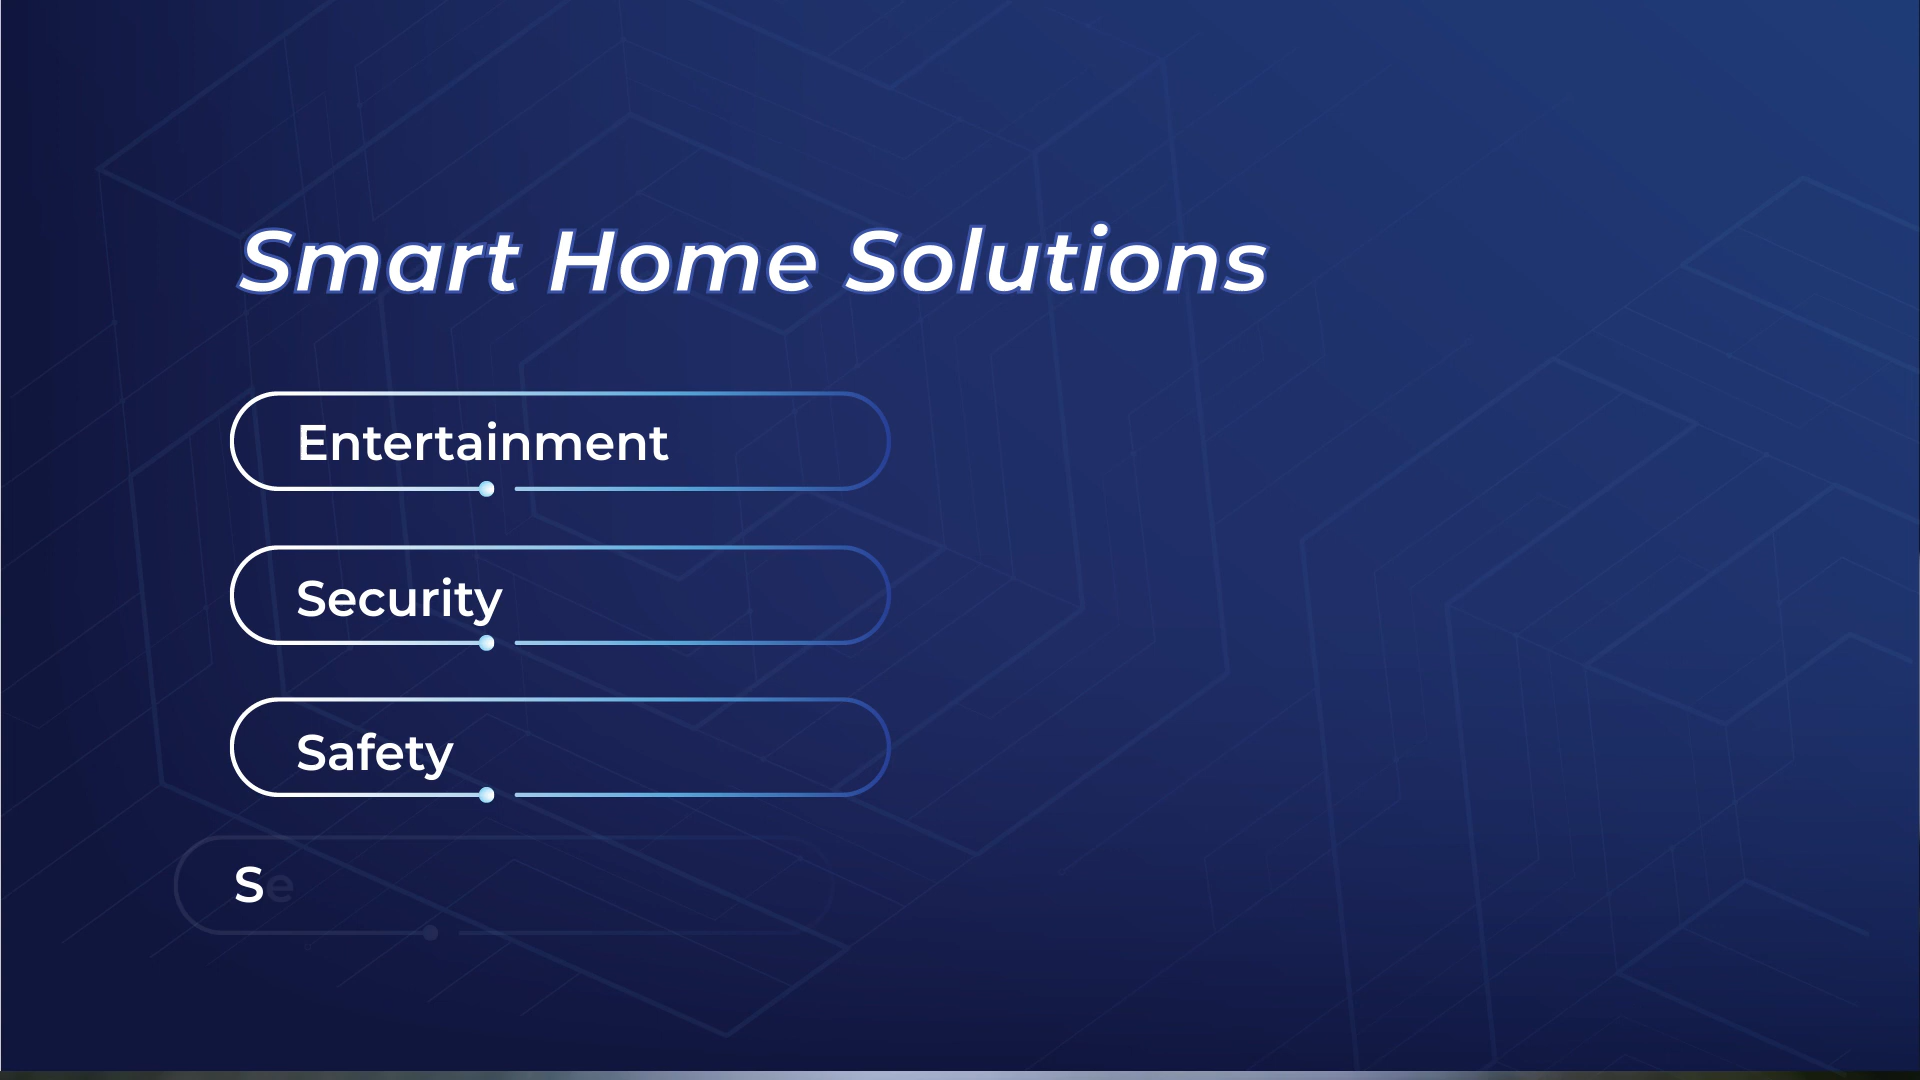 Smart Home Solutions
Entertainment
Security
Safety
Se